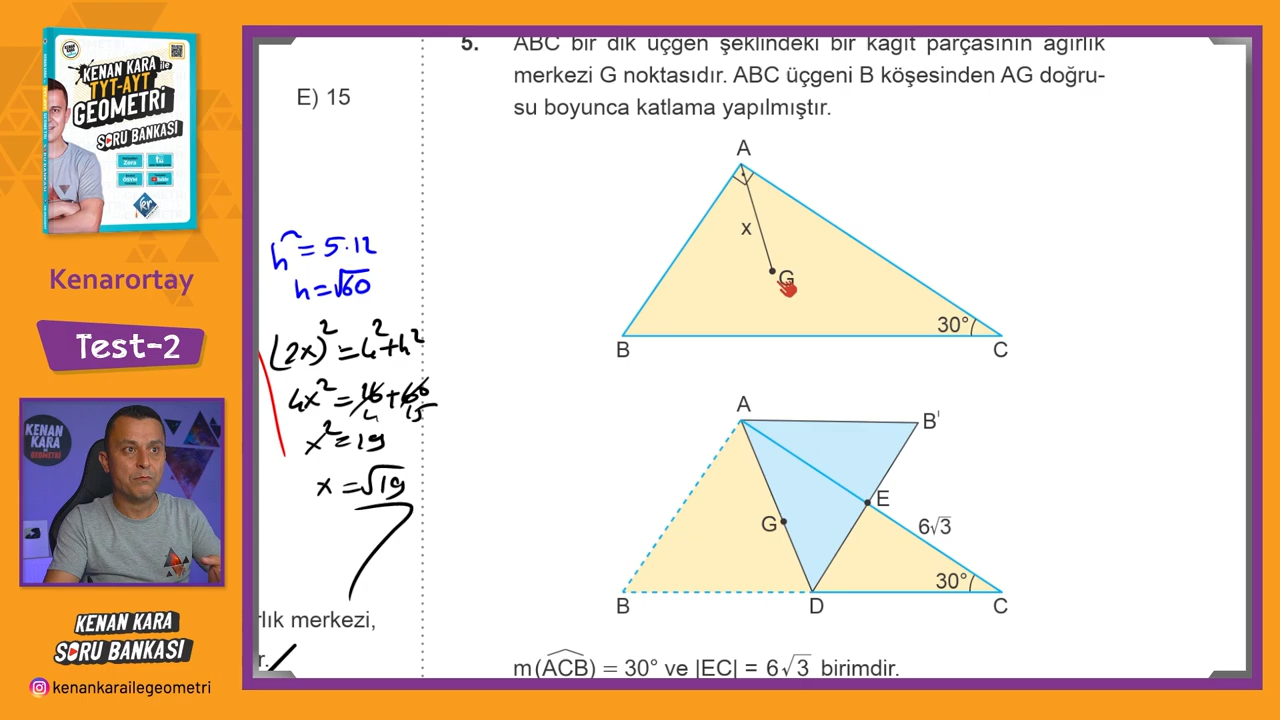 KENAN KARA ile
TYT-AYT
GEOMETRİ
SORU BANKASI
Kenarortay
Test-2
KENAN
KARA
KENAN KARA
SORU BANKASI
kenankarailegeometri
E) 15
h² = 5·12
h = √60
(2x)² = 4² + h²
4x² = 16 + 60
4 15
x² = 19
x = √19
rlık merkezi,
r.
5. ABC bir dik üçgen şeklindeki bir kağıt parçasının ağırlık
merkezi G noktasıdır. ABC üçgeni B köşesinden AG doğru-
su boyunca katlama yapılmıştır.
A
x
G
30°
B
C
A
B'
E
G
6√3
30°
B
D
C
m(ACB) = 30° ve |EC| = 6√3 birimdir.